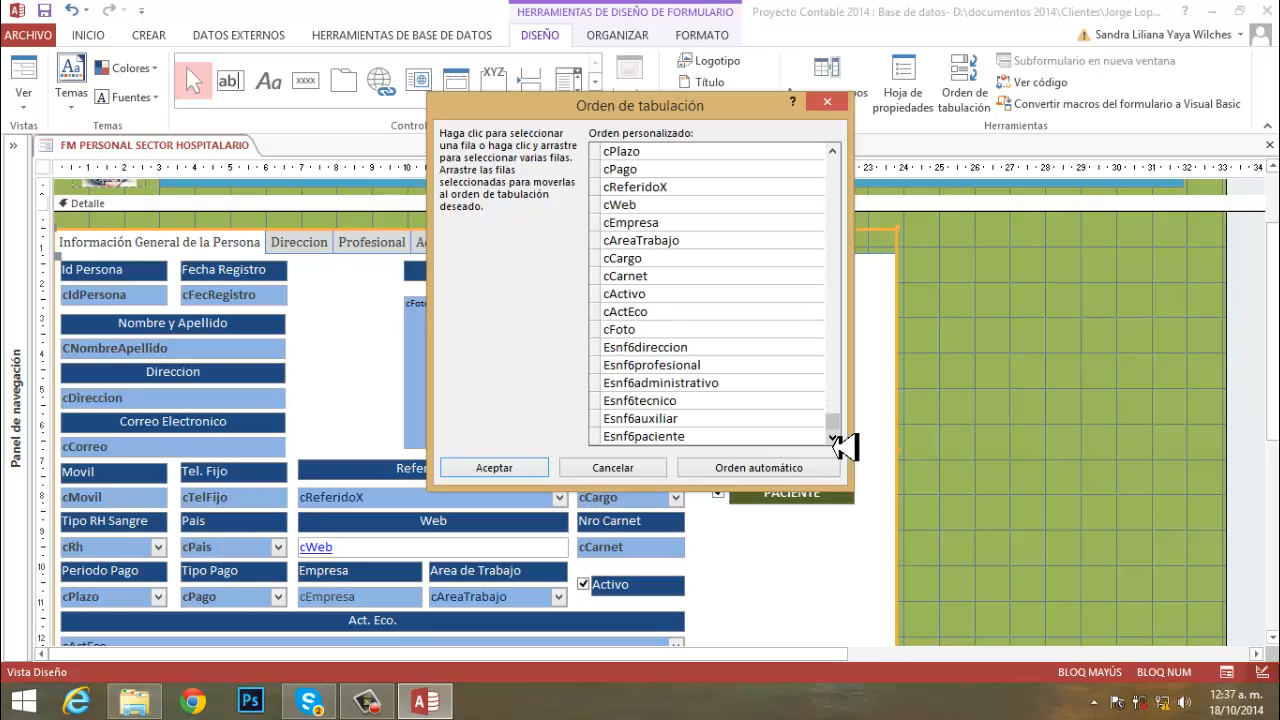 HERRAMIENTAS DE DISEÑO DE FORMULARIO
Proyecto Contable 2014 : Base de datos- D:\documentos 2014\Clientes\Jorge Lop...
?
ARCHIVO
INICIO
CREAR
DATOS EXTERNOS
HERRAMIENTAS DE BASE DE DATOS
DISEÑO
ORGANIZAR
FORMATO
Sandra Liliana Yaya Wilches
Ver
Vistas
Aa
Temas
Colores
Fuentes
Temas
ab|
Aa
xxxx
XYZ
Logotipo
Título
Hoja de
propiedades
Orden de
tabulación
Subformulario en nueva ventana
Ver código
Convertir macros del formulario a Visual Basic
Herramientas
FM PERSONAL SECTOR HOSPITALARIO
Panel de navegación
Detalle
Información General de la Persona
Direccion
Profesional
Id Persona
Fecha Registro
cIdPersona
cFecRegistro
Nombre y Apellido
CNombreApellido
Direccion
cDireccion
Correo Electronico
cCorreo
Movil
Tel. Fijo
cMovil
cTelFijo
cReferidoX
cCargo
PACIENTE
Tipo RH Sangre
Pais
Web
Nro Carnet
cRh
cPais
cWeb
cCarnet
Periodo Pago
Tipo Pago
Empresa
Area de Trabajo
Activo
cPlazo
cPago
cEmpresa
cAreaTrabajo
Act. Eco.
cActEco
Orden de tabulación
?
Haga clic para seleccionar
una fila o haga clic y arrastre
para seleccionar varias filas.
Arrastre las filas
seleccionadas para moverlas
al orden de tabulación
deseado.
Orden personalizado:
cPlazo
cPago
cReferidoX
cWeb
cEmpresa
cAreaTrabajo
cCargo
cCarnet
cActivo
cActEco
cFoto
Esnf6direccion
Esnf6profesional
Esnf6administrativo
Esnf6tecnico
Esnf6auxiliar
Esnf6paciente
Aceptar
Cancelar
Orden automático
Vista Diseño
BLOQ MAYÚS
BLOQ NUM
12:37 a. m.
18/10/2014